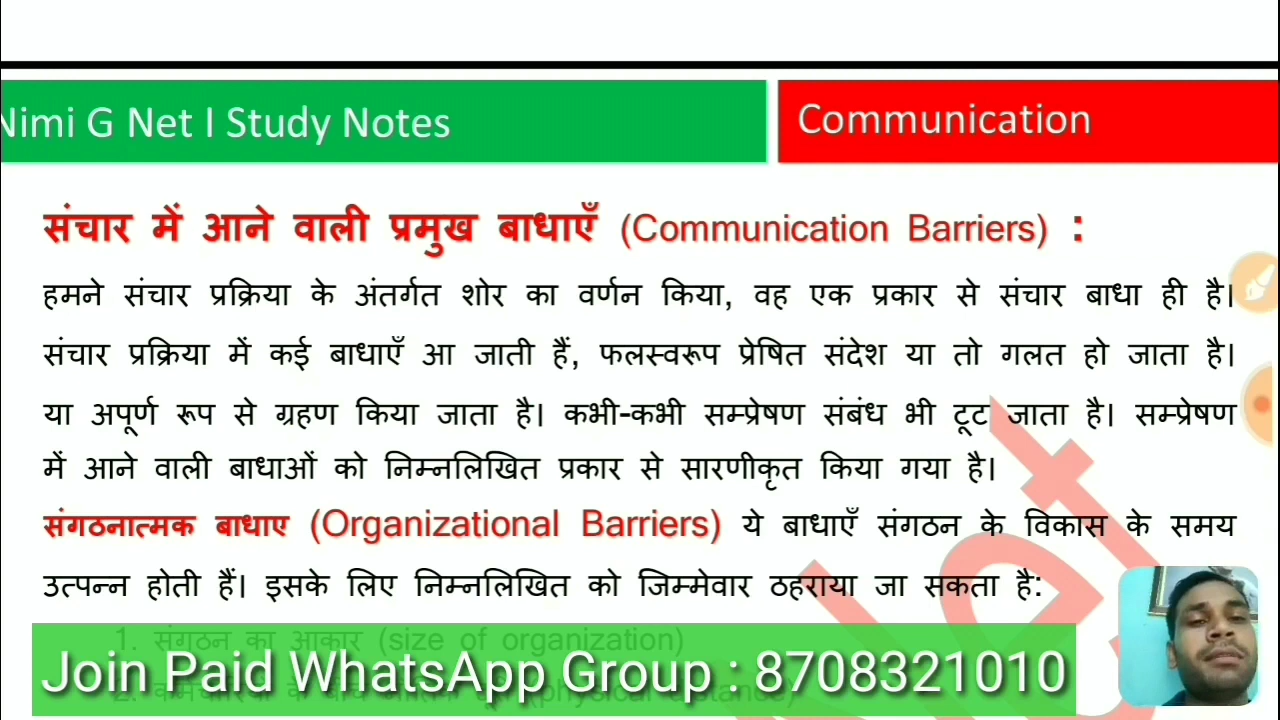 Nimi G Net I Study Notes
Communication
संचार में आने वाली प्रमुख बाधाएँ (Communication Barriers) :
हमने संचार प्रक्रिया के अंतर्गत शोर का वर्णन किया, वह एक प्रकार से संचार बाधा ही है।
संचार प्रक्रिया में कई बाधाएँ आ जाती हैं, फलस्वरूप प्रेषित संदेश या तो गलत हो जाता है।
या अपूर्ण रूप से ग्रहण किया जाता है। कभी-कभी सम्प्रेषण संबंध भी टूट जाता है। सम्प्रेषण
में आने वाली बाधाओं को निम्नलिखित प्रकार से सारणीकृत किया गया है।
संगठनात्मक बाधाए (Organizational Barriers) ये बाधाएँ संगठन के विकास के समय
उत्पन्न होती हैं। इसके लिए निम्नलिखित को जिम्मेवार ठहराया जा सकता है:
1. संगठन का आकार (size of organization)
Join Paid WhatsApp Group : 8708321010